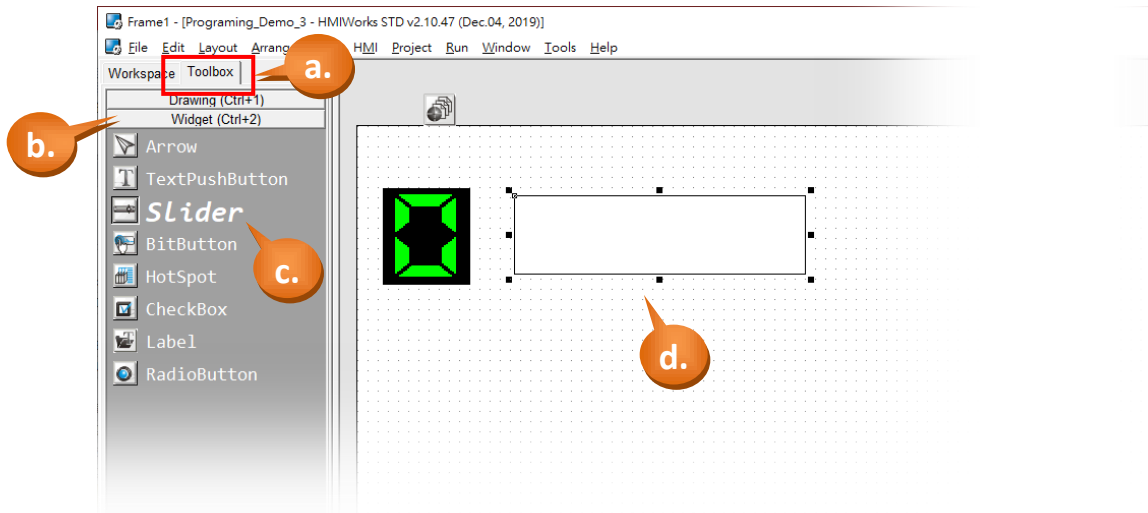 Frame1 - [Programing_Demo_3 - HMIWorks STD v2.10.47 (Dec.04, 2019)]
File Edit Layout Arrang HMI Project Run Window Tools Help
Workspace Toolbox
a.
Drawing (Ctrl+1)
Widget (Ctrl+2)
b.
Arrow
TextPushButton
Slider
BitButton
HotSpot
c.
CheckBox
Label
d.
RadioButton